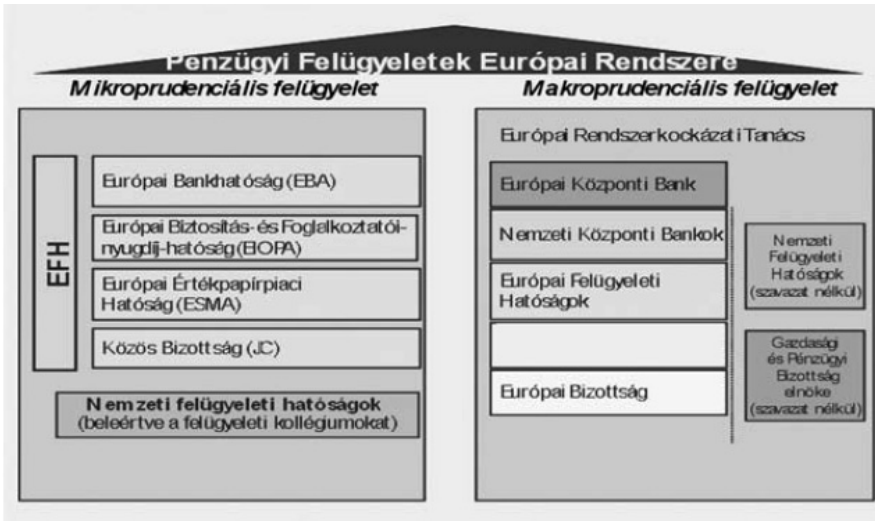 Pénzügyi Felügyeletek Európai Rendszere
Mikroprudenciális felügyelet
EFH
Európai Bankhatóság (EBA)
Európai Biztosítás- és Foglalkoztatói-
nyugdíj-hatóság (EIOPA)
Európai Értékpapírpiaci
Hatóság (ESMA)
Közös Bizottság (JC)
Nemzeti felügyeleti hatóságok
(beleértve a felügyeleti kollégiumokat)
Makroprudenciális felügyelet
Európai Rendszerkockázati Tanács
Európai Központi Bank
Nemzeti Központi Bankok
Európai Felügyeleti
Hatóságok
Európai Bizottság
Nemzeti
Felügyeleti
Hatóságok
(szavazat nélkül)
Gazdasági
és Pénzügyi
Bizottság
elnöke
(szavazat nélkül)